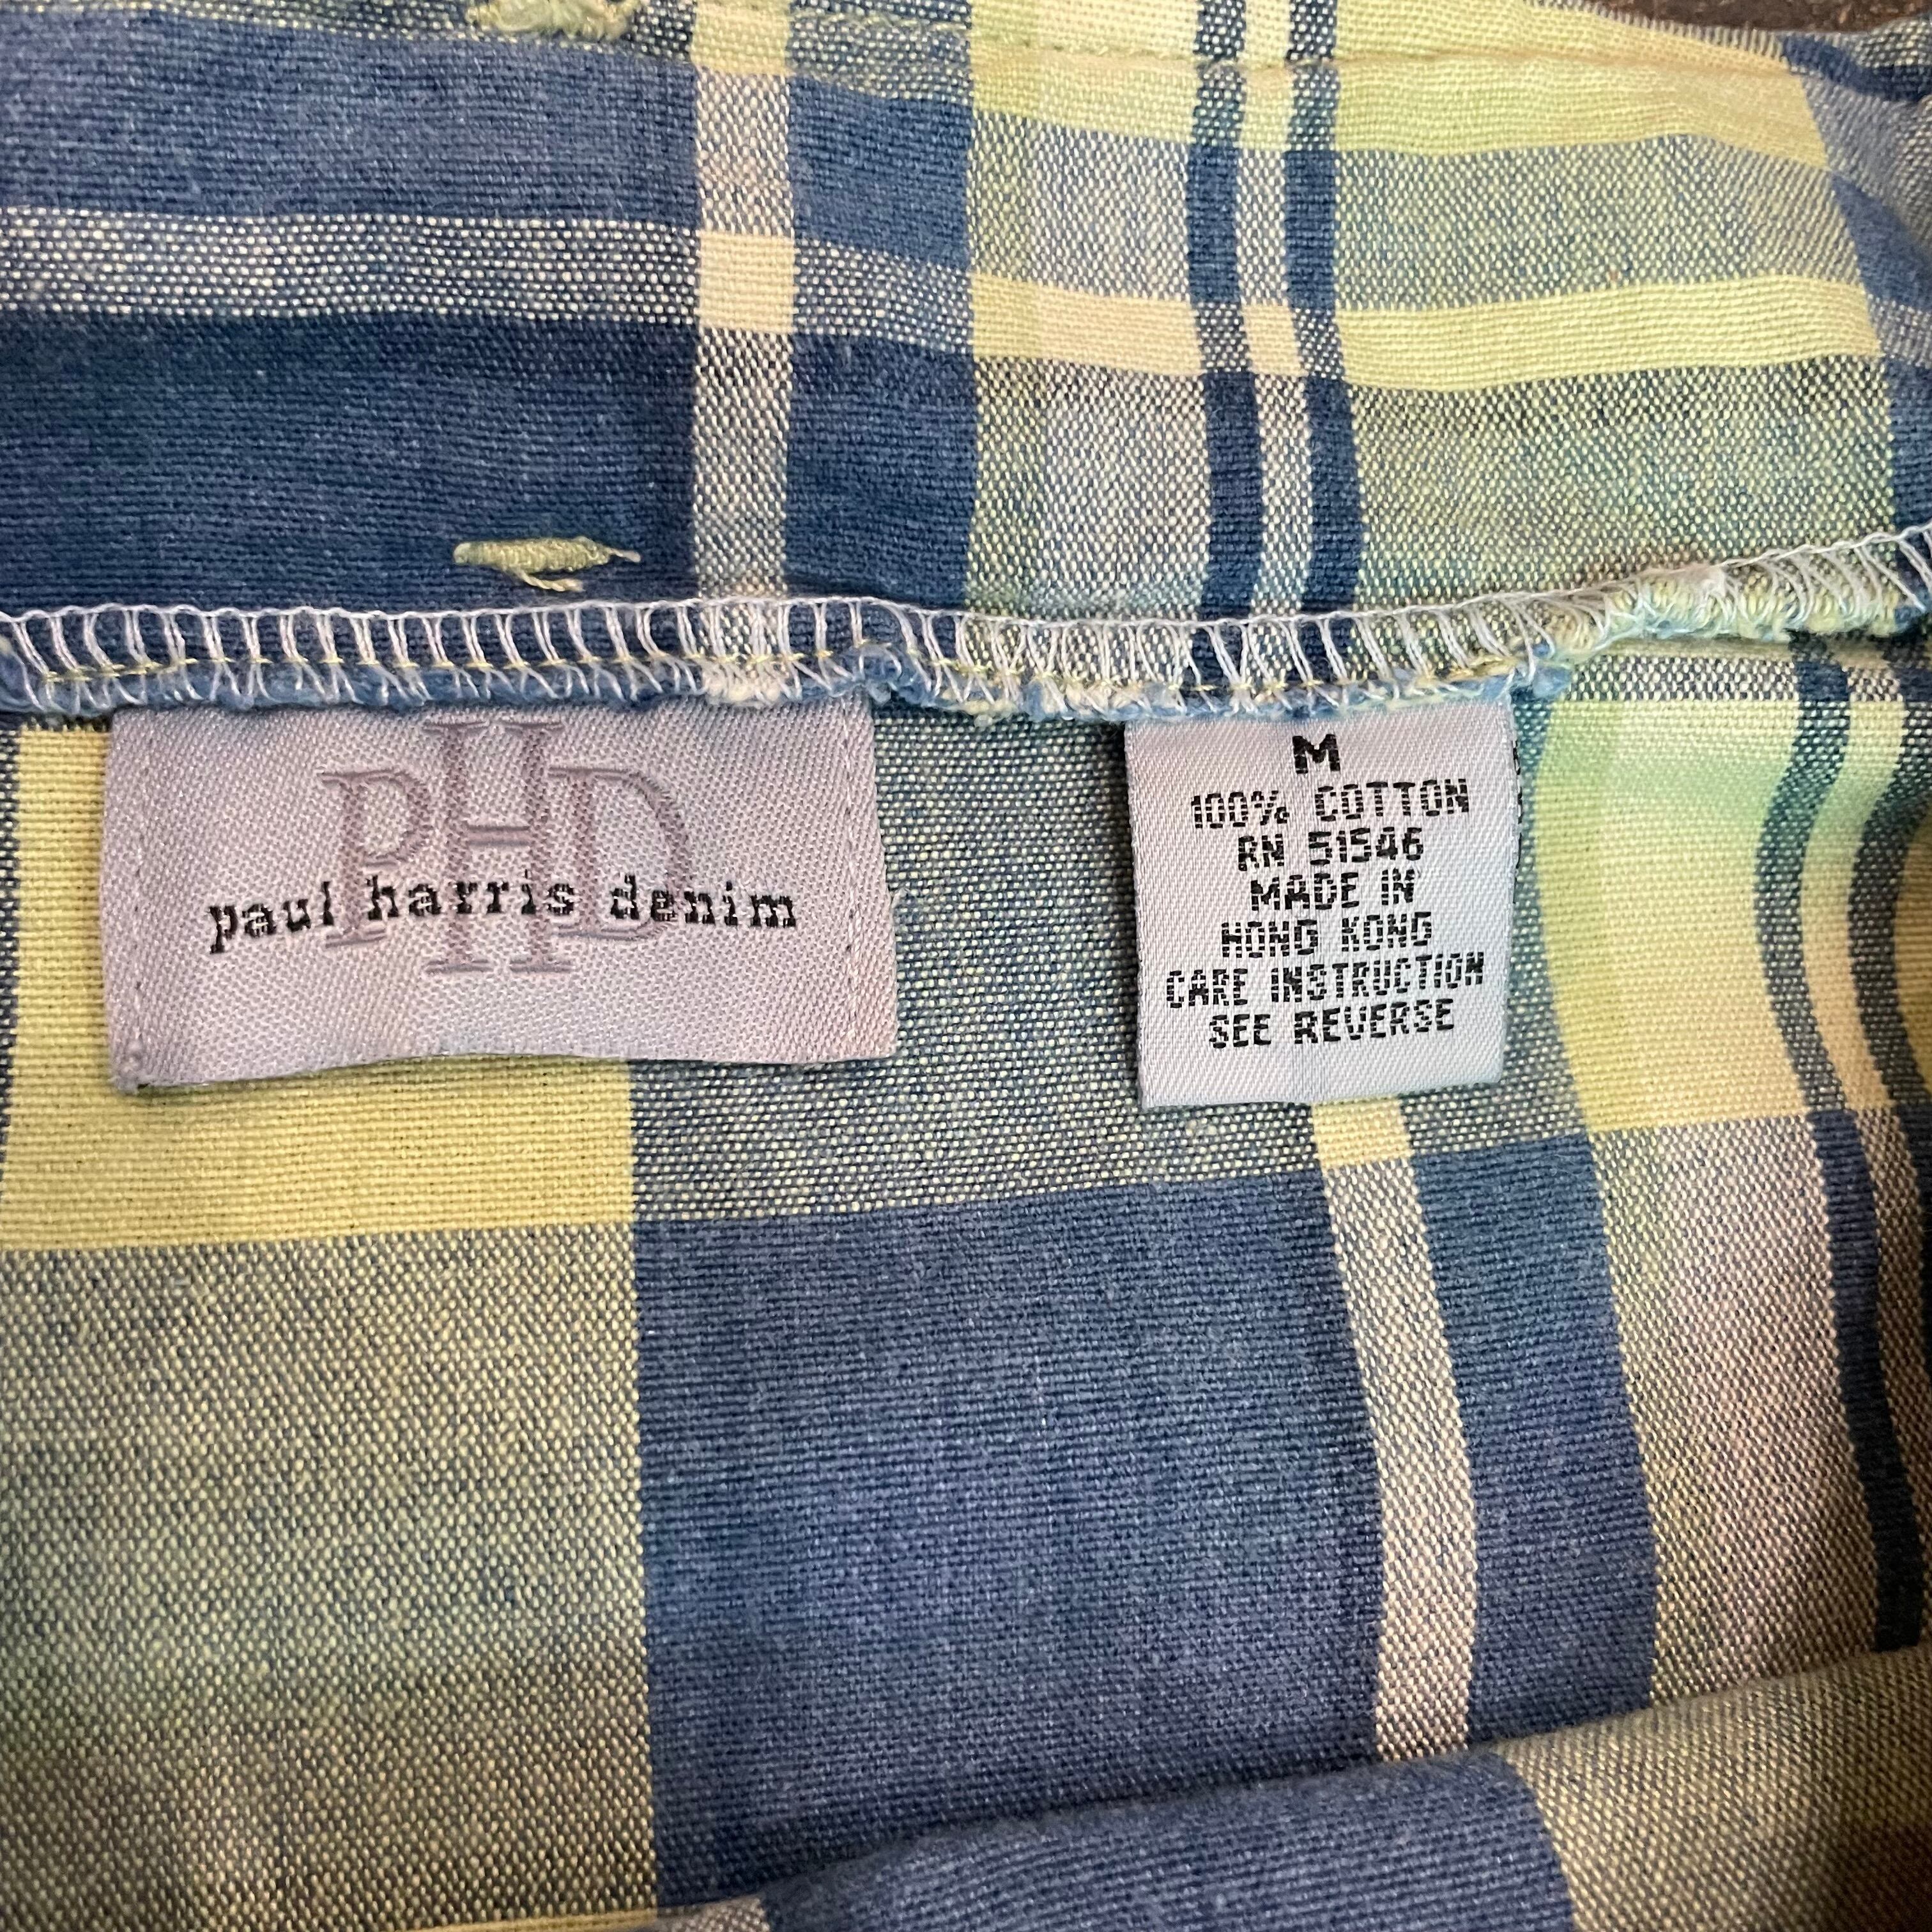 PHD
paul harris denim
M
100% COTTON
RN 51546
MADE IN
HONG KONG
CARE INSTRUCTION
SEE REVERSE